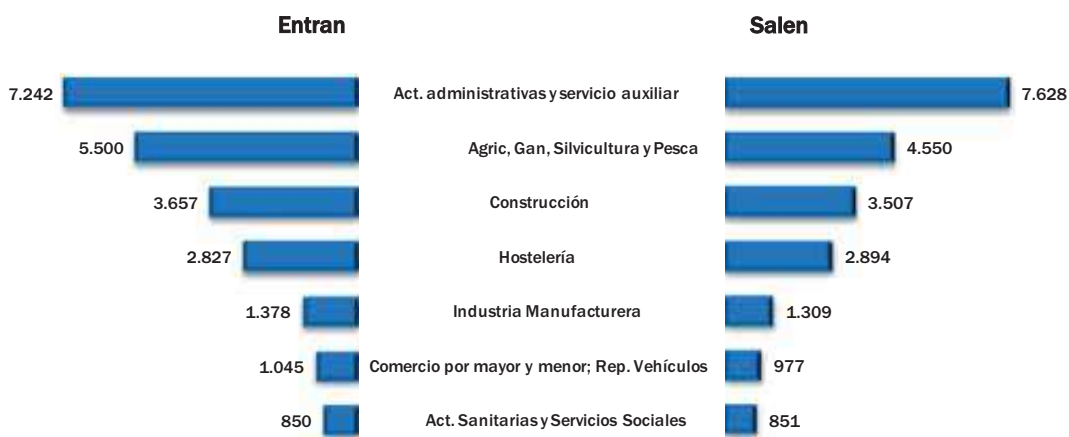 Entran Salen
7.242 Act. administrativas y servicio auxiliar 7.628
5.500 Agric, Gan, Silvicultura y Pesca 4.550
3.657 Construcción 3.507
2.827 Hostelería 2.894
1.378 Industria Manufacturera 1.309
1.045 Comercio por mayor y menor; Rep. Vehículos 977
850 Act. Sanitarias y Servicios Sociales 851